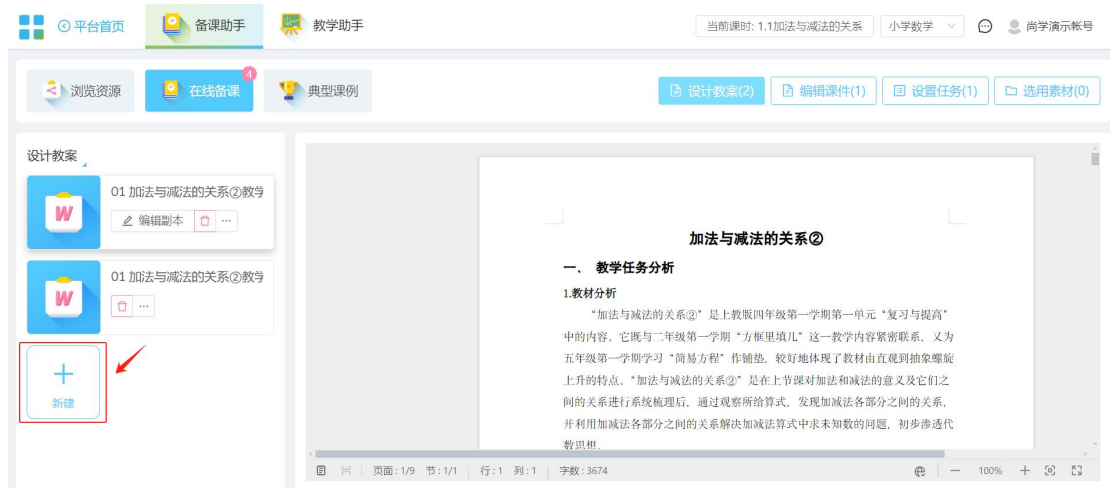 平台首页 备课助手 教学助手 当前课时: 1.1加法与减法的关系 小学数学 尚学演示帐号
浏览资源 在线备课 4 典型课例 设计教案(2) 编辑课件(1) 设置任务(1) 选用素材(0)
设计教案
01 加法与减法的关系②教学
W
编辑副本 ···
01 加法与减法的关系②教学
W
···
新建
加法与减法的关系②
一、 教学任务分析
1.教材分析
“加法与减法的关系②”是上教版四年级第一学期第一单元“复习与提高”
中的内容。它既与二年级第一学期“方框里填几”这一教学内容紧密联系，又为
五年级第一学期学习“简易方程”作铺垫，较好地体现了教材由直观到抽象螺旋
上升的特点。“加法与减法的关系②”是在上节课对加法和减法的意义及它们之
间的关系进行系统梳理后，通过观察所给算式，发现加减法各部分之间的关系，
并利用加减法各部分之间的关系解决加减法算式中求未知数的问题，初步渗透代
数思想。
页面:1/9 节:1/1 行:1 列:1 字数:3674 100%